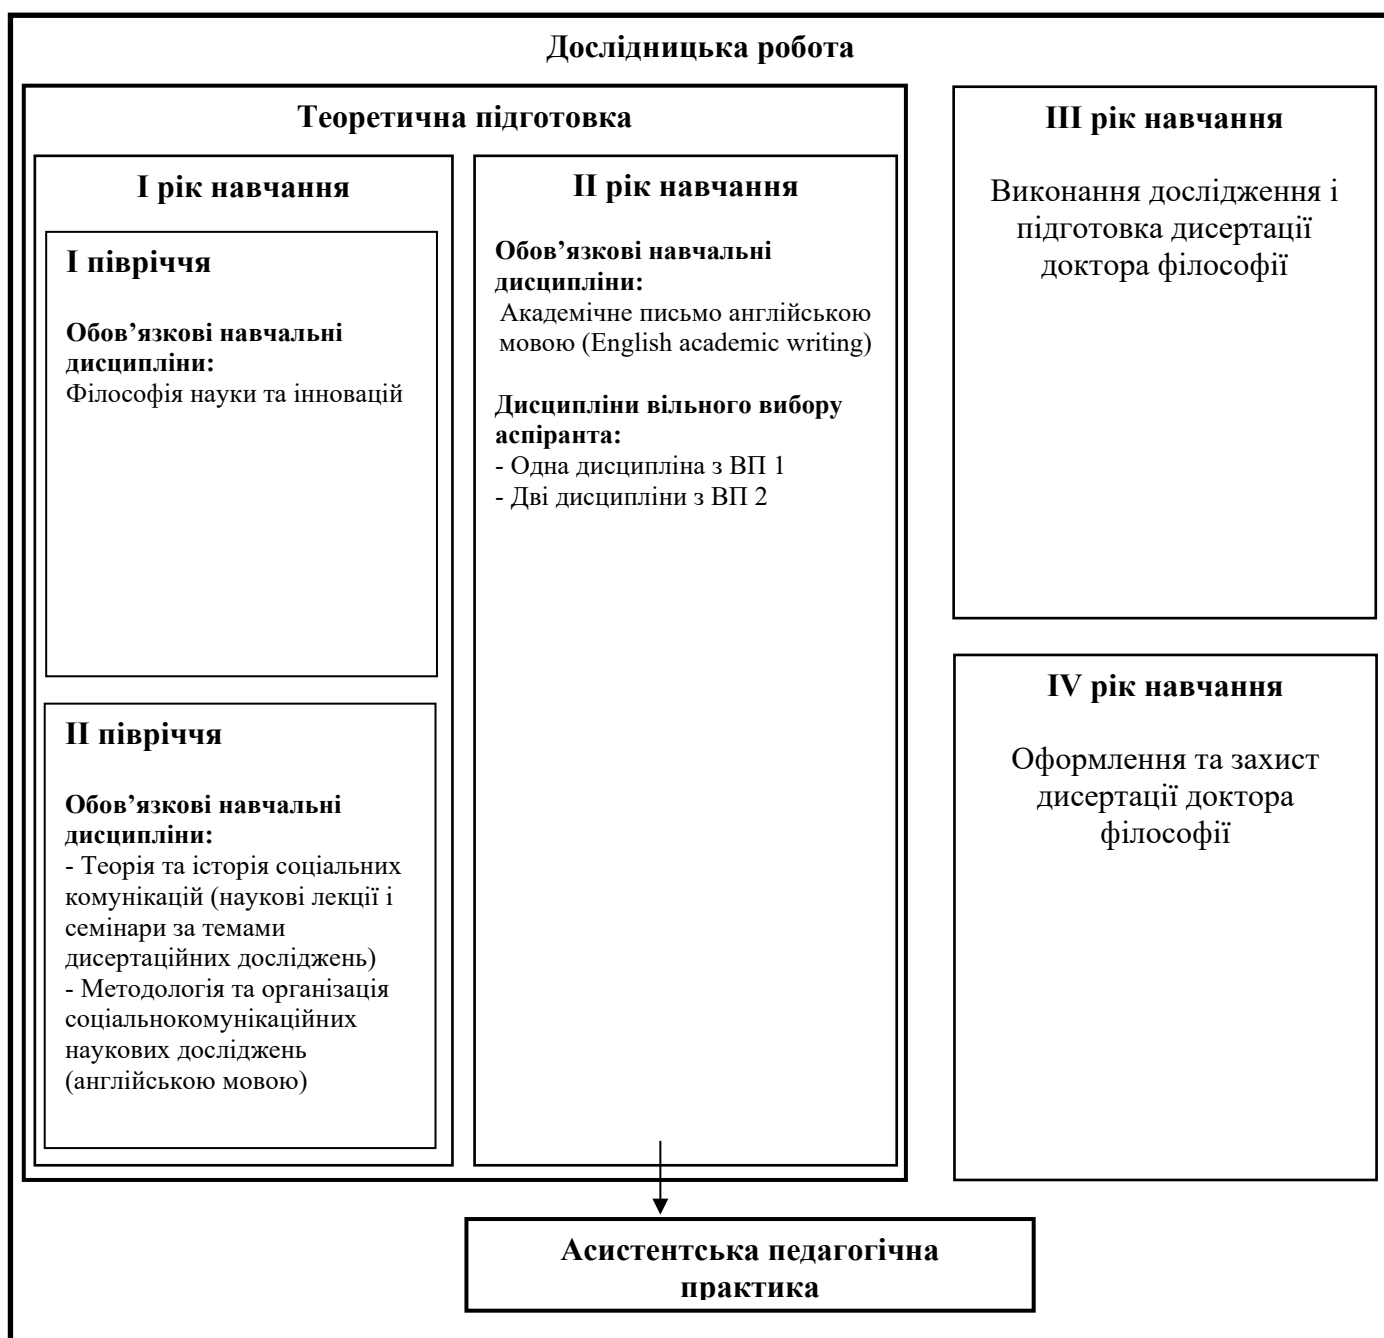 Дослідницька робота
Теоретична підготовка
І рік навчання
І півріччя
Обов’язкові навчальні
дисципліни:
Філософія науки та інновацій
ІІ півріччя
Обов’язкові навчальні
дисципліни:
- Теорія та історія соціальних
комунікацій (наукові лекції і
семінари за темами
дисертаційних досліджень)
- Методологія та організація
соціальнокомунікаційних
наукових досліджень
(англійською мовою)
ІІ рік навчання
Обов’язкові навчальні
дисципліни:
Академічне письмо англійською
мовою (English academic writing)
Дисципліни вільного вибору
аспіранта:
- Одна дисципліна з ВП 1
- Дві дисципліни з ВП 2
ІІІ рік навчання
Виконання дослідження і
підготовка дисертації
доктора філософії
IV рік навчання
Оформлення та захист
дисертації доктора
філософії
Асистентська педагогічна
практика